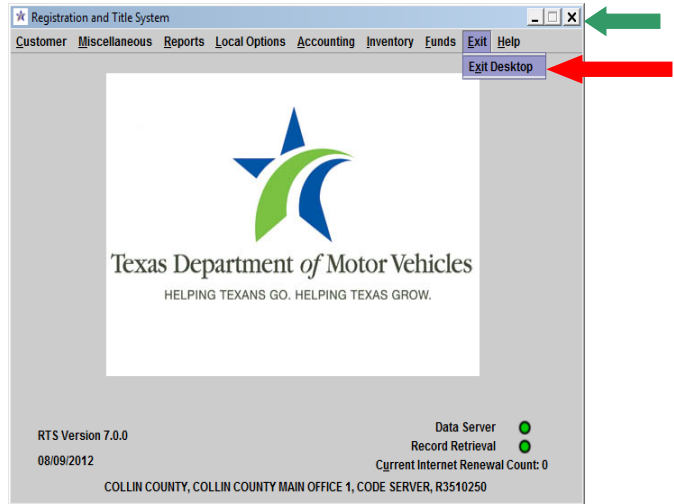 Registration and Title System
Customer Miscellaneous Reports Local Options Accounting Inventory Funds Exit Help
Exit Desktop
Texas Department of Motor Vehicles
HELPING TEXANS GO. HELPING TEXAS GROW.
Data Server
RTS Version 7.0.0
Record Retrieval
08/09/2012
Current Internet Renewal Count: 0
COLLIN COUNTY, COLLIN COUNTY MAIN OFFICE 1, CODE SERVER, R3510250